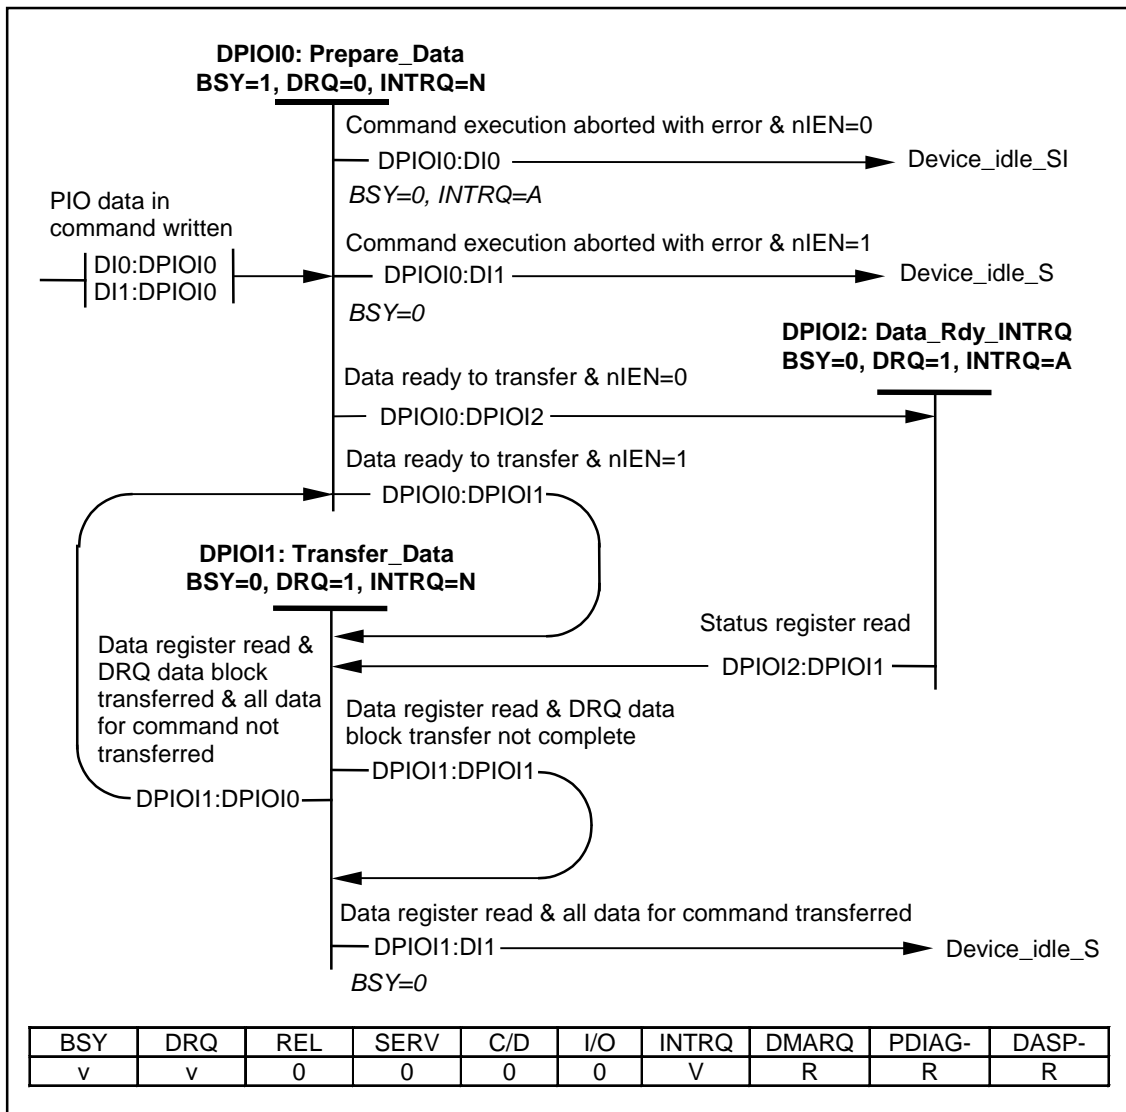 DPIOI0: Prepare_Data
BSY=1, DRQ=0, INTRQ=N
Command execution aborted with error & nIEN=0
DPIOI0:DI0
Device_idle_SI
BSY=0, INTRQ=A
PIO data in
command written
DI0:DPIOI0
DI1:DPIOI0
Command execution aborted with error & nIEN=1
DPIOI0:DI1
Device_idle_S
BSY=0
DPIOI2: Data_Rdy_INTRQ
BSY=0, DRQ=1, INTRQ=A
Data ready to transfer & nIEN=0
DPIOI0:DPIOI2
Data ready to transfer & nIEN=1
DPIOI0:DPIOI1
DPIOI1: Transfer_Data
BSY=0, DRQ=1, INTRQ=N
Status register read
DPIOI2:DPIOI1
Data register read &
DRQ data block
transferred & all data
for command not
transferred
DPIOI1:DPIOI0
Data register read & DRQ data
block transfer not complete
DPIOI1:DPIOI1
Data register read & all data for command transferred
DPIOI1:DI1
Device_idle_S
BSY=0
BSY DRQ REL SERV C/D I/O INTRQ DMARQ PDIAG- DASP-
v v 0 0 0 0 V R R R